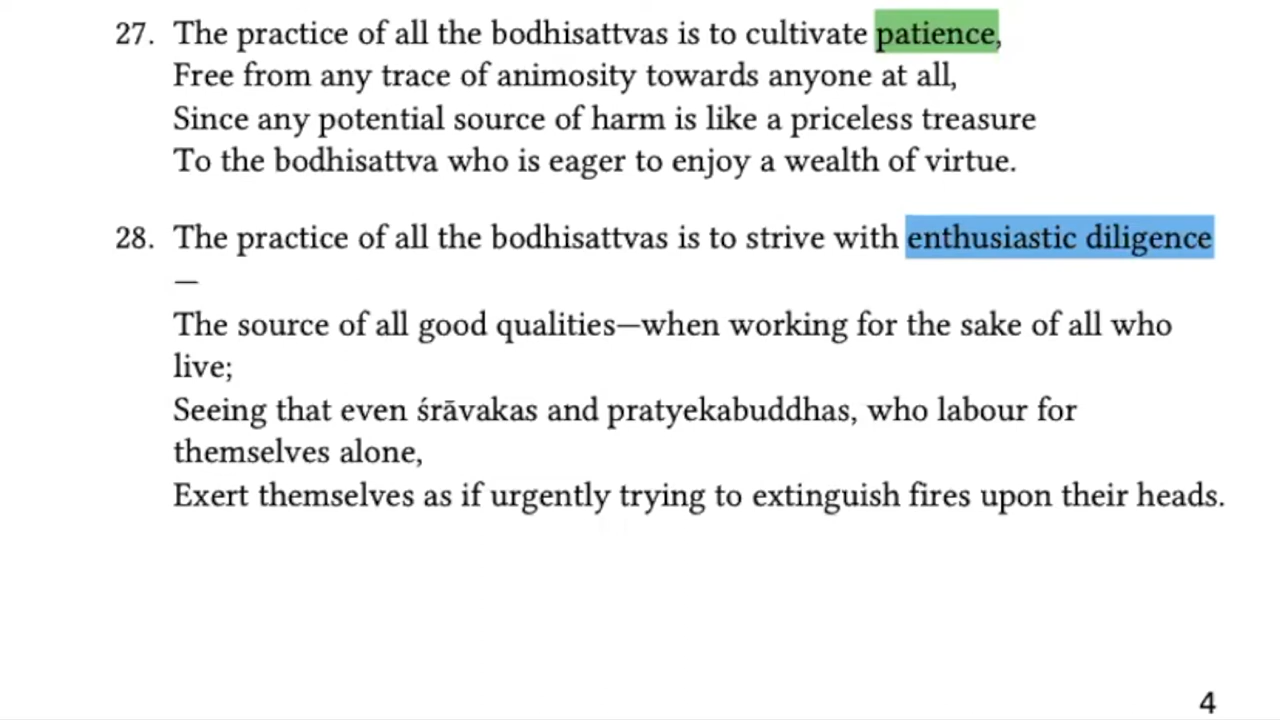 27. The practice of all the bodhisattvas is to cultivate patience,
Free from any trace of animosity towards anyone at all,
Since any potential source of harm is like a priceless treasure
To the bodhisattva who is eager to enjoy a wealth of virtue.
28. The practice of all the bodhisattvas is to strive with enthusiastic diligence
—
The source of all good qualities—when working for the sake of all who
live;
Seeing that even śrāvakas and pratyekabuddhas, who labour for
themselves alone,
Exert themselves as if urgently trying to extinguish fires upon their heads.
4